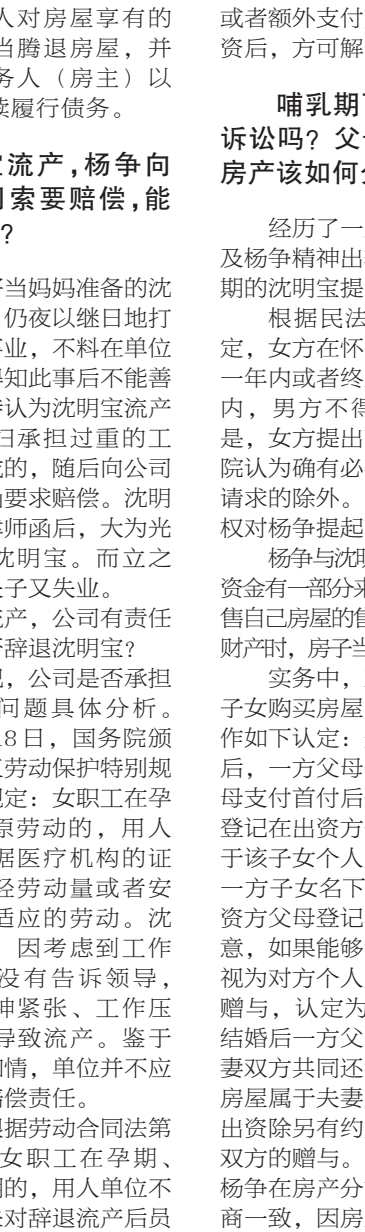 人对房屋享有的
当腾退房屋，并
务人（房主）以
续履行债务。
宝流产，杨争向
司索要赔偿，能
？
好当妈妈准备的沈
，仍夜以继日地打
事业，不料在单位
得知此事后不能善
争认为沈明宝流产
日承担过重的工
成的，随后向公司
函要求赔偿。沈明
律师函后，大为光
沈明宝。而立之
失子又失业。
流产，公司有责任
否辞退沈明宝？
况，公司是否承担
问题具体分析。
18日，国务院颁
工劳动保护特别规
规定：女职工在孕
原劳动的，用人
据医疗机构的证
轻劳动量或者安
适应的劳动。沈
，因考虑到工作
没有告诉领导，
神紧张、工作压
导致流产。鉴于
知情，单位并不应
赔偿责任。
根据劳动合同法第
女职工在孕期、
期的，用人单位不
未对辞退流产后员
或者额外支付
资后，方可解
哺乳期
诉讼吗？父
房产该如何
经历了一
及杨争精神出
期的沈明宝提
根据民法
定，女方在怀
一年内或者终
内，男方不得
是，女方提出
院认为确有必
请求的除外。
权对杨争提起
杨争与沈明
资金有一部分来
售自己房屋的售
财产时，房子当
实务中，
子女购买房屋
作如下认定：
后，一方父母
母支付首付后
登记在出资方
于该子女个人
一方子女名下
资方父母登记
意，如果能够
视为对方个人
赠与，认定为
结婚后一方父
妻双方共同还
房屋属于夫妻
出资除另有约
双方的赠与。
杨争在房产分
商一致，因房